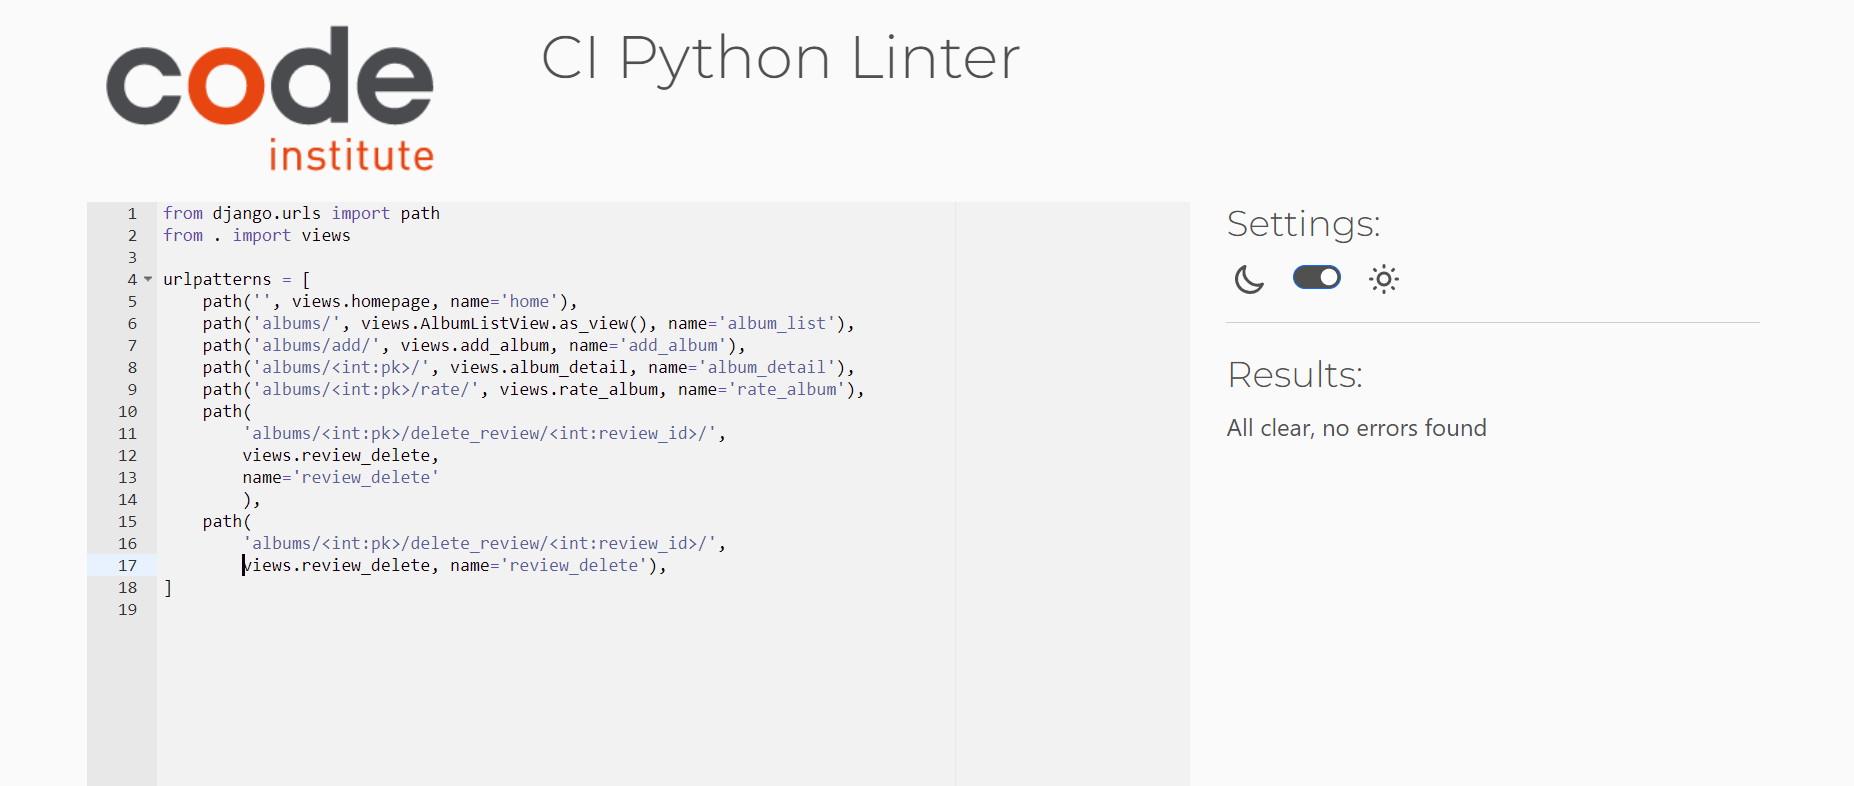 code
institute
CI Python Linter
1 from django.urls import path
2 from . import views
3
4 urlpatterns = [
5     path('', views.homepage, name='home'),
6     path('albums/', views.AlbumListView.as_view(), name='album_list'),
7     path('albums/add/', views.add_album, name='add_album'),
8     path('albums/<int:pk>/', views.album_detail, name='album_detail'),
9     path('albums/<int:pk>/rate/', views.rate_album, name='rate_album'),
10     path(
11         'albums/<int:pk>/delete_review/<int:review_id>/',
12         views.review_delete,
13         name='review_delete'
14         ),
15     path(
16         'albums/<int:pk>/delete_review/<int:review_id>/',
17         views.review_delete, name='review_delete'),
18 ]
19
Settings:
Results:
All clear, no errors found